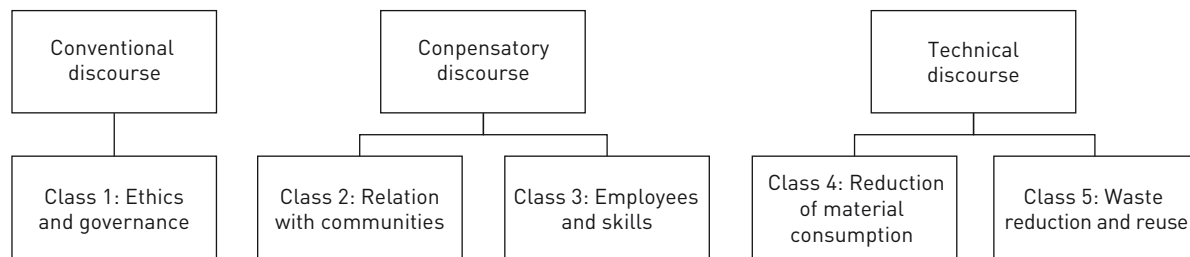 Conventional
discourse
Conpensatory
discourse
Technical
discourse
Class 1: Ethics
and governance
Class 2: Relation
with communities
Class 3: Employees
and skills
Class 4: Reduction
of material
consumption
Class 5: Waste
reduction and reuse